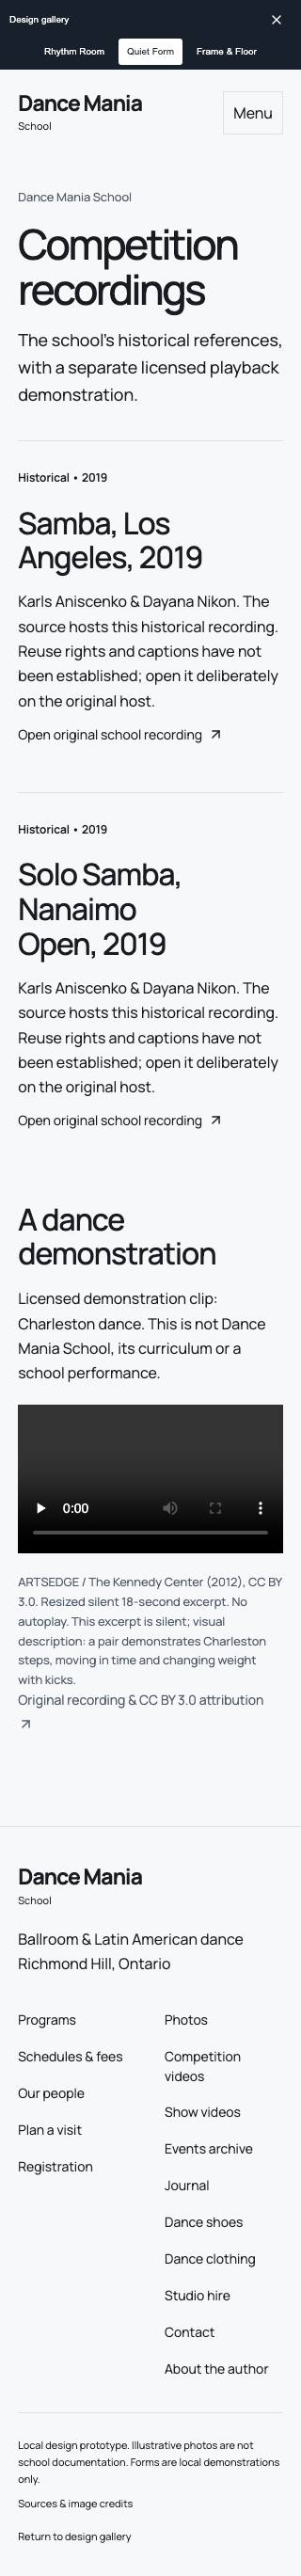 Design gallery
Rhythm Room Quiet Form Frame & Floor
Dance Mania
School
Menu
Dance Mania School
Competition
recordings
The school's historical references,
with a separate licensed playback
demonstration.
Historical • 2019
Samba, Los
Angeles, 2019
Karls Aniscenko & Dayana Nikon. The
source hosts this historical recording.
Reuse rights and captions have not
been established; open it deliberately
on the original host.
Open original school recording
Historical • 2019
Solo Samba,
Nanaimo
Open, 2019
Karls Aniscenko & Dayana Nikon. The
source hosts this historical recording.
Reuse rights and captions have not
been established; open it deliberately
on the original host.
Open original school recording
A dance
demonstration
Licensed demonstration clip:
Charleston dance. This is not Dance
Mania School, its curriculum or a
school performance.
0:00
ARTSEDGE / The Kennedy Center (2012), CC BY
3.0. Resized silent 18-second excerpt. No
autoplay. This excerpt is silent; visual
description: a pair demonstrates Charleston
steps, moving in time and changing weight
with kicks.
Original recording & CC BY 3.0 attribution
Dance Mania
School
Ballroom & Latin American dance
Richmond Hill, Ontario
Programs
Schedules & fees
Our people
Plan a visit
Registration
Photos
Competition
videos
Show videos
Events archive
Journal
Dance shoes
Dance clothing
Studio hire
Contact
About the author
Local design prototype. Illustrative photos are not
school documentation. Forms are local demonstrations
only.
Sources & image credits
Return to design gallery